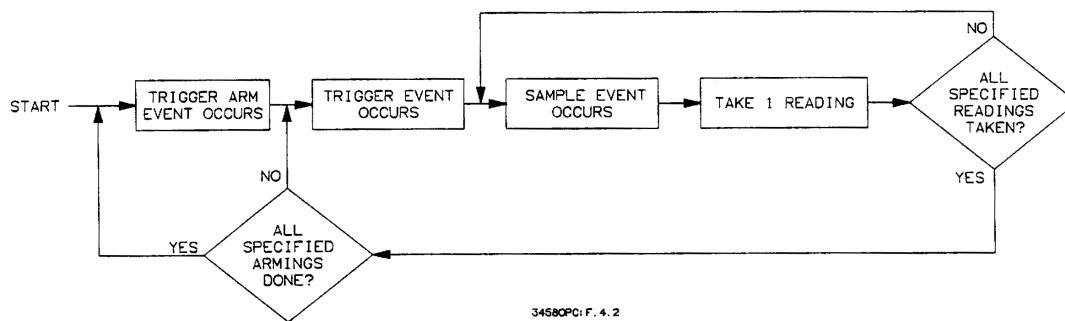 START
TRIGGER ARM
EVENT OCCURS
TRIGGER EVENT
OCCURS
SAMPLE EVENT
OCCURS
TAKE 1 READING
ALL
SPECIFIED
READINGS
TAKEN?
NO
YES
ALL
SPECIFIED
ARMINGS
DONE?
NO
YES
34580PC:F.4.2